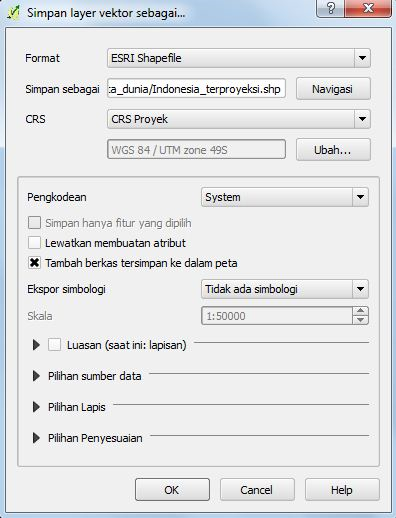 Simpan layer vektor sebagai...
Format ESRI Shapefile
Simpan sebagai :a_dunia/Indonesia_terproyeksi.shp Navigasi
CRS CRS Proyek
WGS 84 / UTM zone 49S Ubah...
Pengkodean System
Simpan hanya fitur yang dipilih
Lewatkan membuatan atribut
Tambah berkas tersimpan ke dalam peta
Ekspor simbologi Tidak ada simbologi
Skala 1:50000
Luasan (saat ini: lapisan)
Pilihan sumber data
Pilihan Lapis
Pilihan Penyesuaian
OK Cancel Help